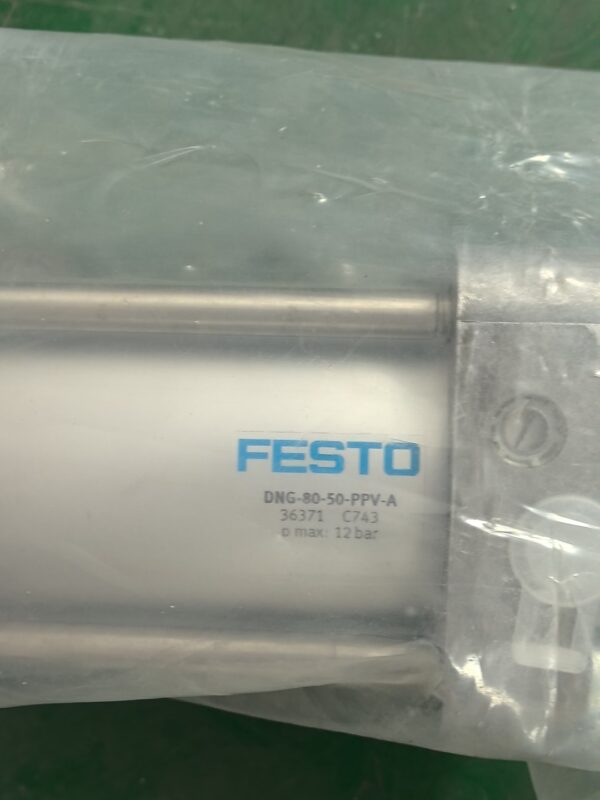 FESTO
DNG-80-50-PPV-A
36371 C743
p max: 12 bar